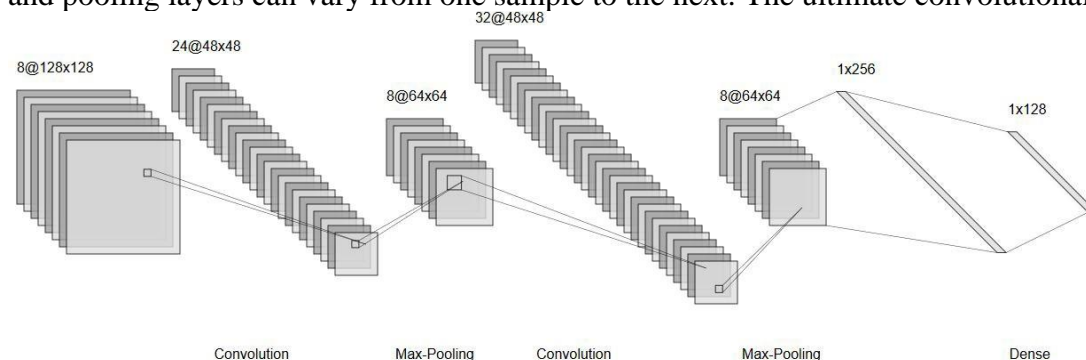 and pooling layers can vary from one sample to the next. The ultimate convolutional
32@48x48
24@48x48
8@128x128
8@64x64
8@64x64
1x256
1x128
Convolution
Max-Pooling
Convolution
Max-Pooling
Dense